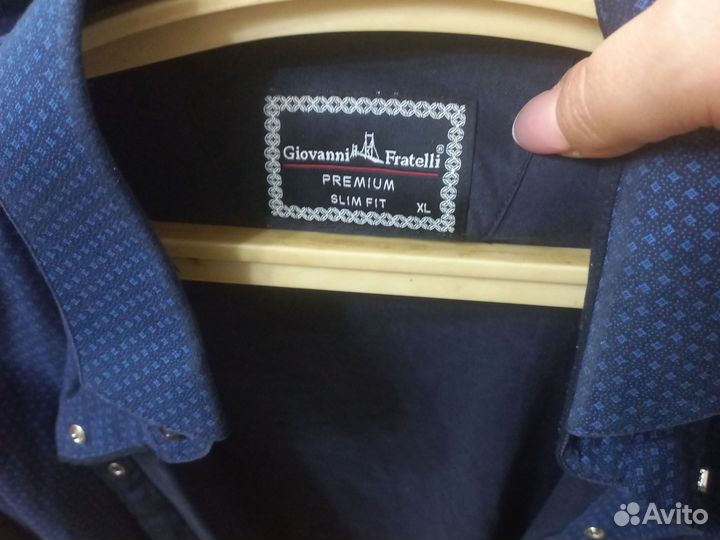 Giovanni Fratelli®
PREMIUM
SLIM FIT XL
Avito